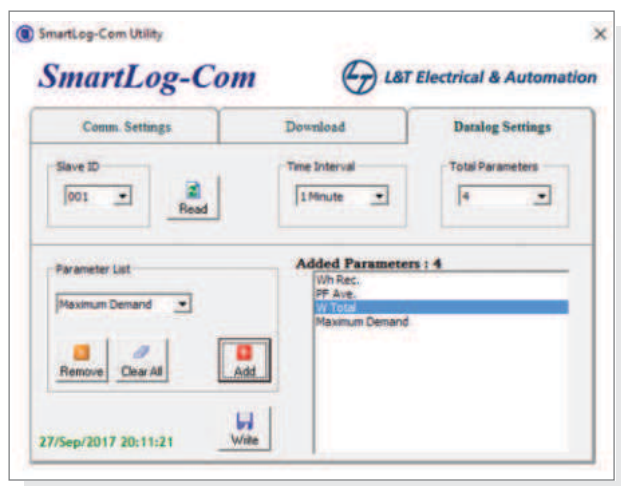 SmartLog-Com Utility
SmartLog-Com
L&T Electrical & Automation
Comm. Settings
Download
Datalog Settings
Slave ID
Time Interval
Total Parameters
001
Read
1 Minute
4
Parameter List
Added Parameters : 4
Maximum Demand
Wh Rec.
PF Ave.
W Total
Maximum Demand
Remove
Clear All
Add
27/Sep/2017 20:11:21
Write